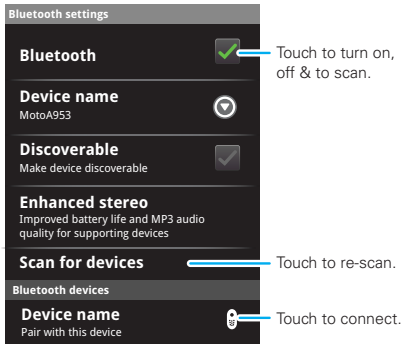 Bluetooth settings
Bluetooth
Touch to turn on,
off & to scan.
Device name
MotoA953
Discoverable
Make device discoverable
Enhanced stereo
Improved battery life and MP3 audio
quality for supporting devices
Scan for devices
Touch to re-scan.
Bluetooth devices
Device name
Pair with this device
Touch to connect.